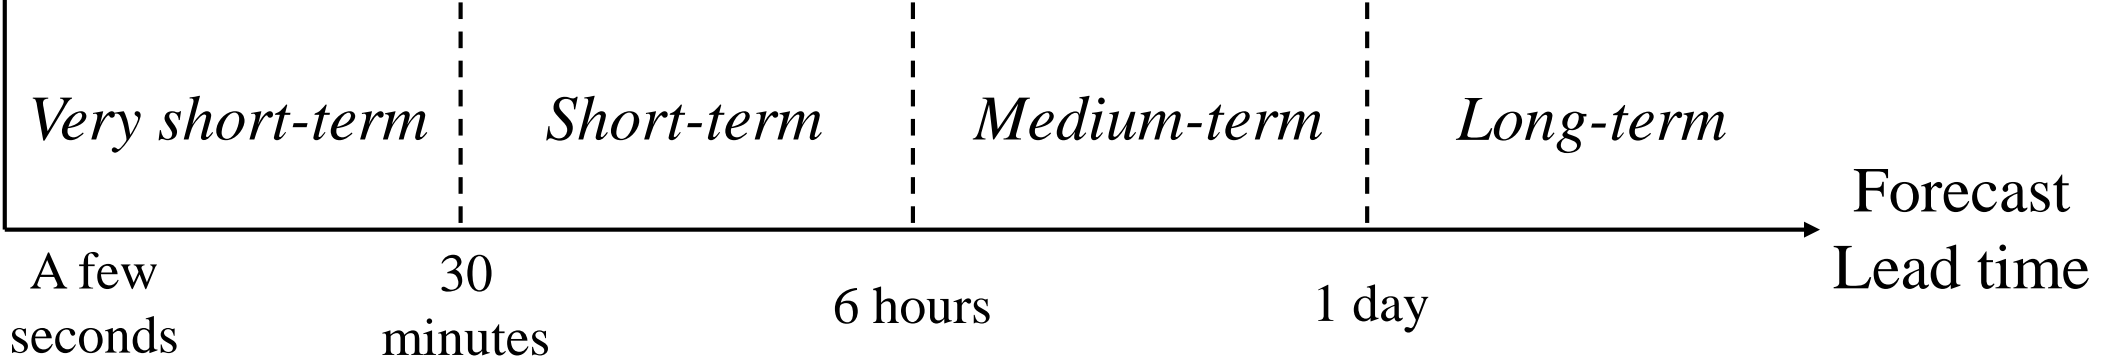 Very short-term
Short-term
Medium-term
Long-term
Forecast
Lead time
A few
seconds
30
minutes
6 hours
1 day